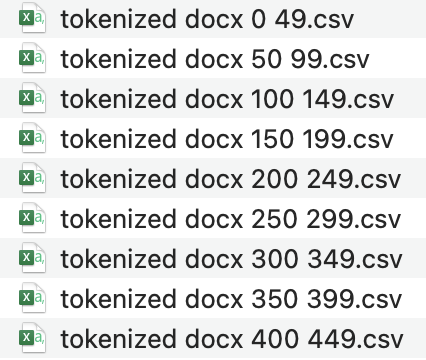 tokenized docx 0 49.csv
tokenized docx 50 99.csv
tokenized docx 100 149.csv
tokenized docx 150 199.csv
tokenized docx 200 249.csv
tokenized docx 250 299.csv
tokenized docx 300 349.csv
tokenized docx 350 399.csv
tokenized docx 400 449.csv